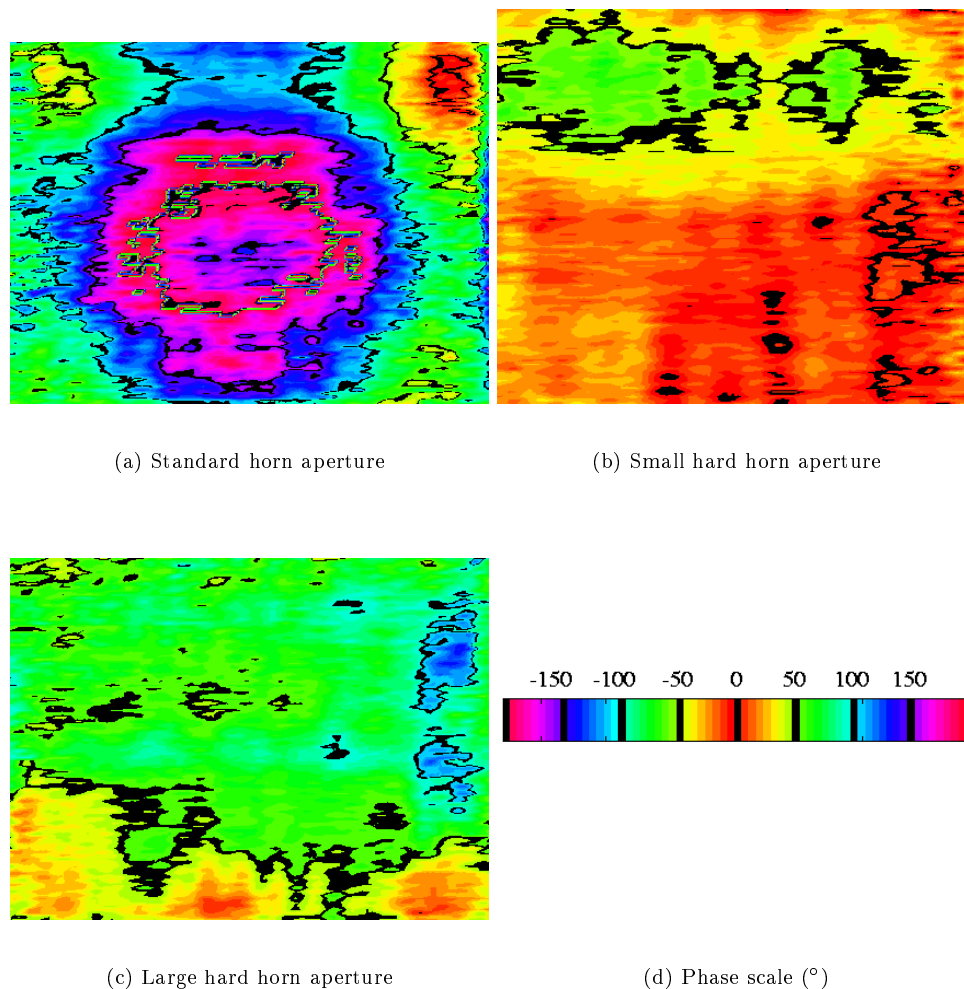 (a) Standard horn aperture
(b) Small hard horn aperture
-150 -100 -50 0 50 100 150
(c) Large hard horn aperture
(d) Phase scale (°)